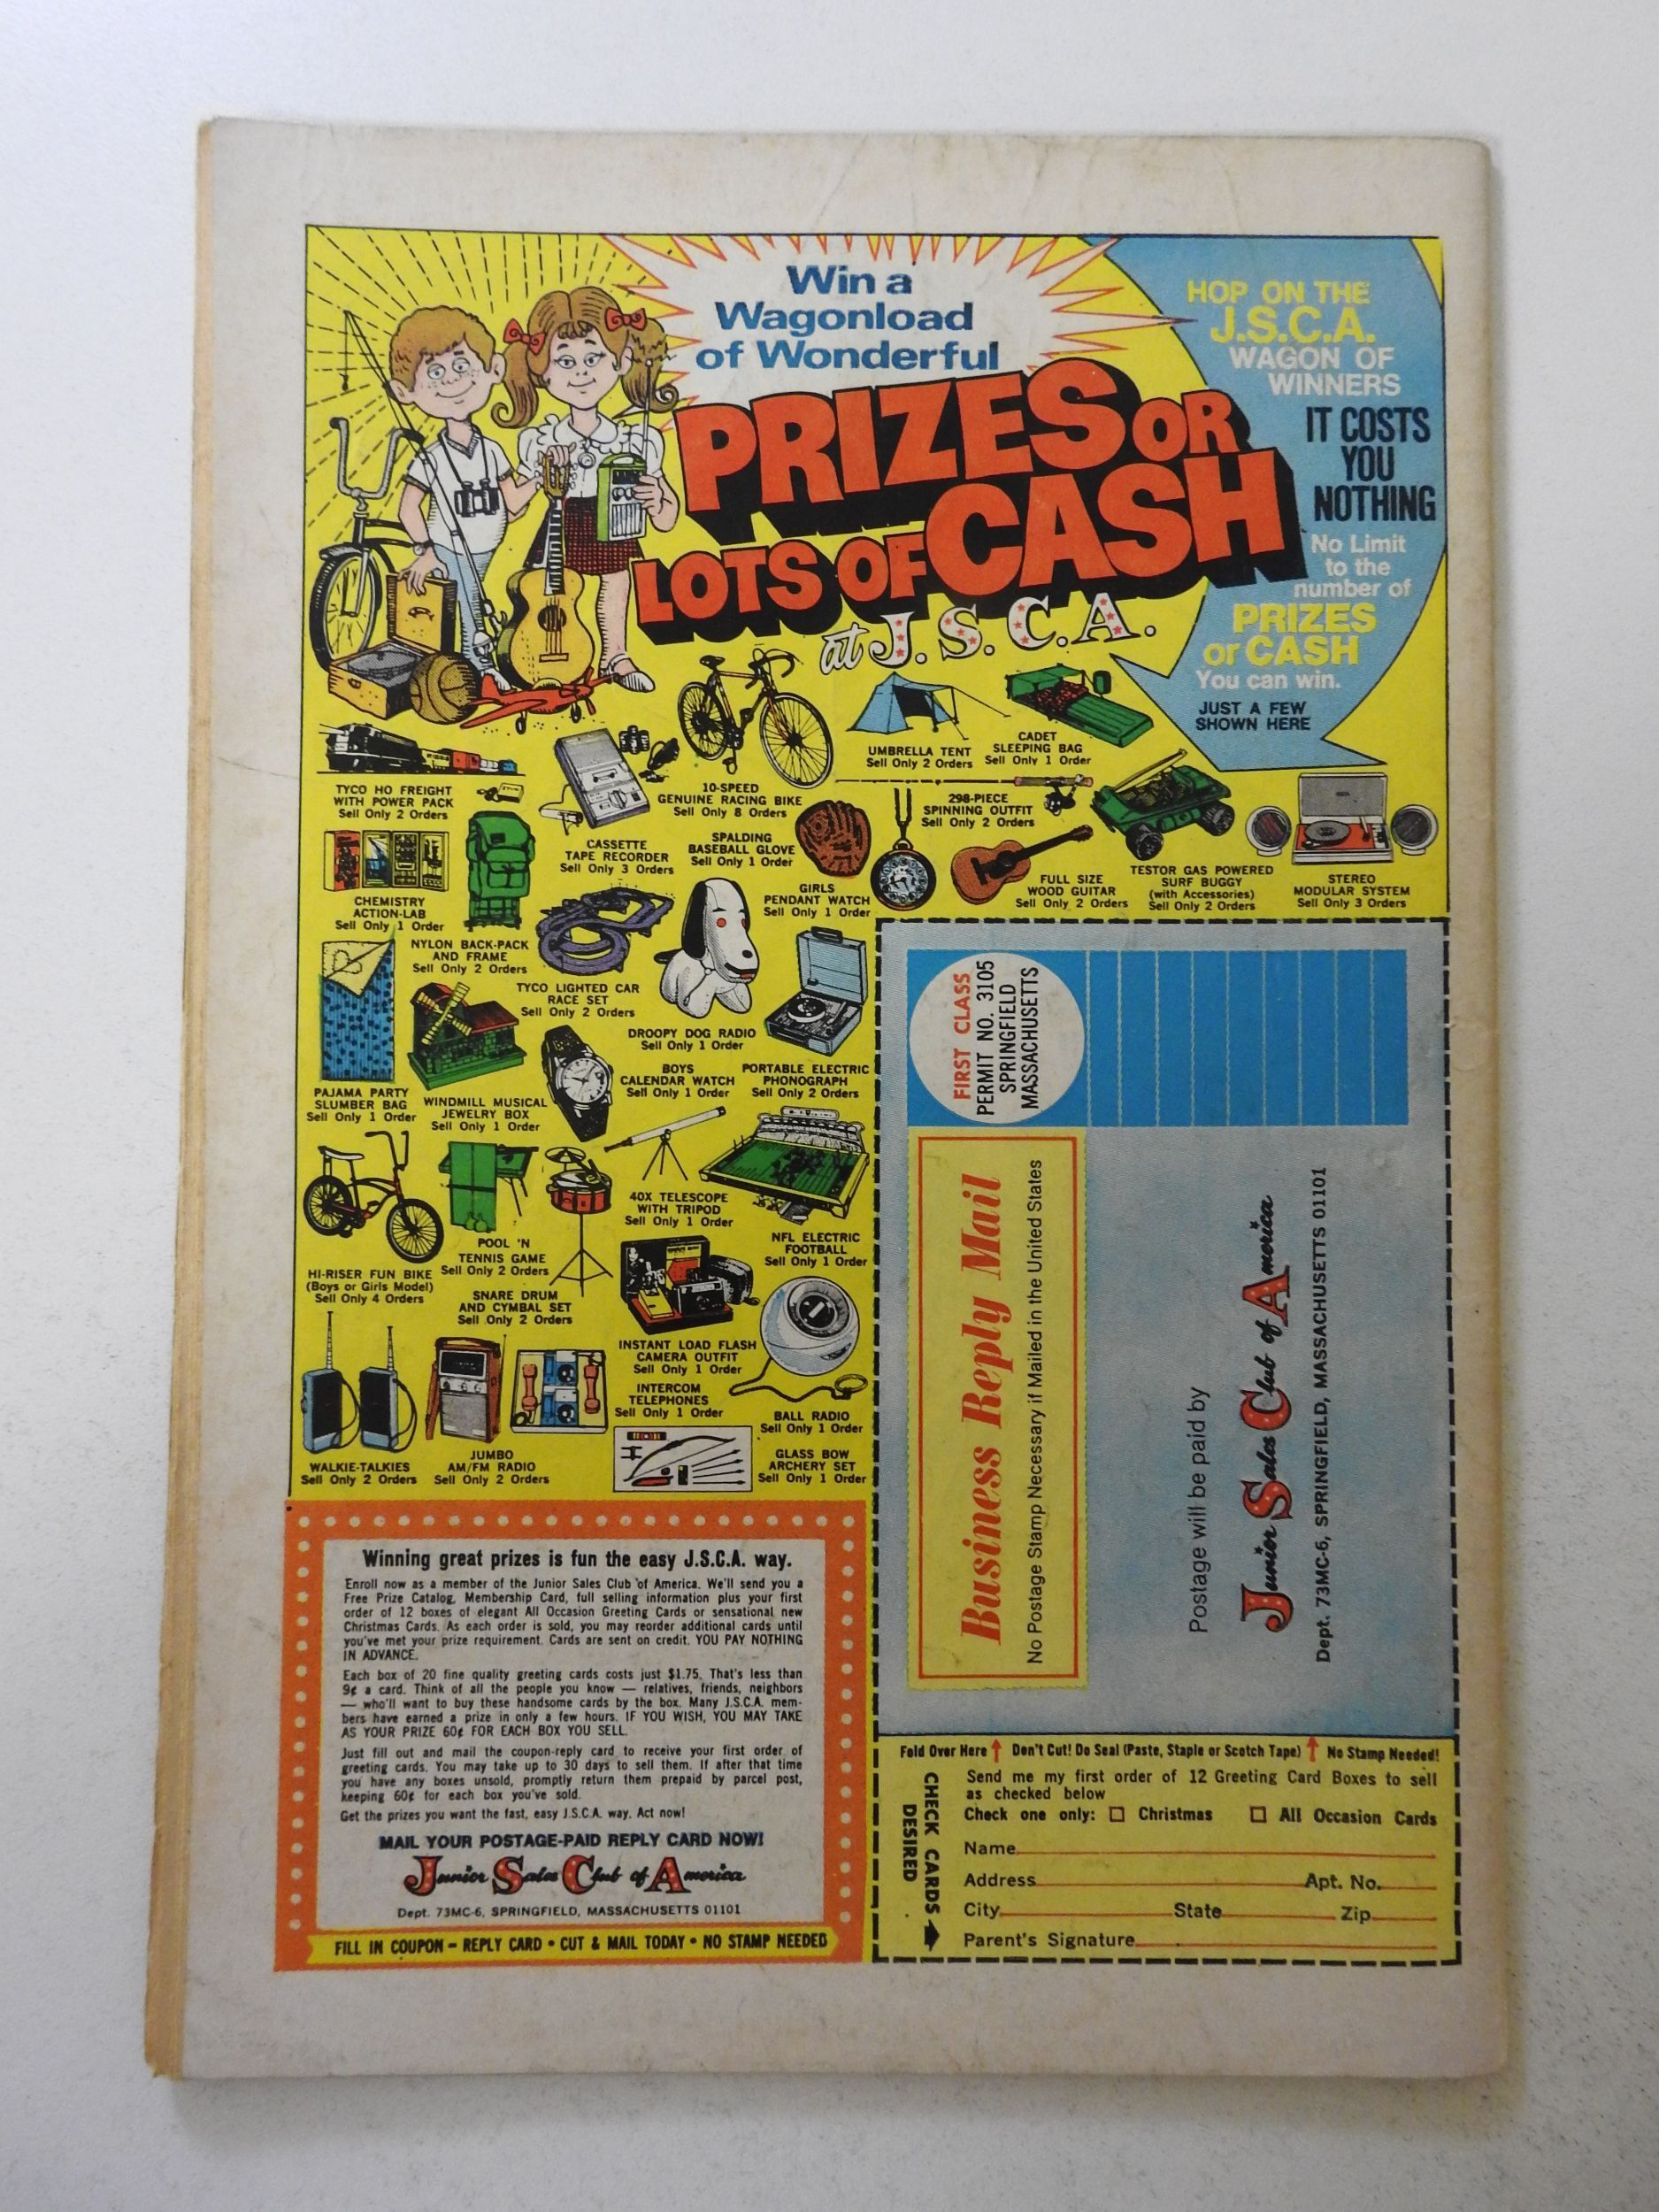 Win a
Wagonload
of Wonderful
PRIZES OR
LOTS OF CASH
at J.S.C.A.
HOP ON THE
J.S.C.A.
WAGON OF
WINNERS
IT COSTS
YOU
NOTHING
No Limit
to the
number of
PRIZES
or CASH
You can win.
JUST A FEW
SHOWN HERE
TYCO HO FREIGHT
WITH POWER PACK
Sell Only 2 Orders
CASSETTE
TAPE RECORDER
Sell Only 3 Orders
10-SPEED
GENUINE RACING BIKE
Sell Only 8 Orders
UMBRELLA TENT
Sell Only 2 Orders
CADET
SLEEPING BAG
Sell Only 1 Order
SPALDING
BASEBALL GLOVE
Sell Only 1 Order
298-PIECE
SPINNING OUTFIT
Sell Only 2 Orders
GIRLS
PENDANT WATCH
Sell Only 1 Order
FULL SIZE
WOOD GUITAR
Sell Only 2 Orders
TESTOR GAS POWERED
SURF BUGGY
(with Accessories)
Sell Only 2 Orders
STEREO
MODULAR SYSTEM
Sell Only 3 Orders
CHEMISTRY
ACTION-LAB
Sell Only 1 Order
NYLON BACK-PACK
AND FRAME
Sell Only 2 Orders
TYCO LIGHTED CAR
RACE SET
Sell Only 2 Orders
DROOPY DOG RADIO
Sell Only 1 Order
PAJAMA PARTY
SLUMBER BAG
Sell Only 1 Order
WINDMILL MUSICAL
JEWELRY BOX
Sell Only 1 Order
BOYS
CALENDAR WATCH
Sell Only 1 Order
PORTABLE ELECTRIC
PHONOGRAPH
Sell Only 2 Orders
40X TELESCOPE
WITH TRIPOD
Sell Only 1 Order
NFL ELECTRIC
FOOTBALL
Sell Only 1 Order
HI-RISER FUN BIKE
(Boys or Girls Model)
Sell Only 4 Orders
POOL 'N
TENNIS GAME
Sell Only 2 Orders
SNARE DRUM
AND CYMBAL SET
Sell Only 2 Orders
INSTANT LOAD FLASH
CAMERA OUTFIT
Sell Only 1 Order
INTERCOM
TELEPHONES
Sell Only 1 Order
BALL RADIO
Sell Only 1 Order
WALKIE-TALKIES
Sell Only 2 Orders
JUMBO
AM/FM RADIO
Sell Only 2 Orders
GLASS BOW
ARCHERY SET
Sell Only 1 Order
Winning great prizes is fun the easy J.S.C.A. way.
Enroll now as a member of the Junior Sales Club of America. We'll send you a
Free Prize Catalog, Membership Card, full selling information plus your first
order of 12 boxes of elegant All Occasion Greeting Cards or sensational new
Christmas Cards. As each order is sold, you may reorder additional cards until
you've met your prize requirement. Cards are sent on credit. YOU PAY NOTHING
IN ADVANCE.
Each box of 20 fine quality greeting cards costs just $1.75. That's less than
9¢ a card. Think of all the people you know — relatives, friends, neighbors
— who'll want to buy these handsome cards by the box. Many J.S.C.A. mem-
bers have earned a prize in only a few hours. IF YOU WISH, YOU MAY TAKE
AS YOUR PRIZE 60¢ FOR EACH BOX YOU SELL.
Just fill out and mail the coupon-reply card to receive your first order of
greeting cards. You may take up to 30 days to sell them. If after that time
you have any boxes unsold, promptly return them prepaid by parcel post,
keeping 60¢ for each box you've sold.
Get the prizes you want the fast, easy J.S.C.A. way. Act now!
MAIL YOUR POSTAGE-PAID REPLY CARD NOW!
Junior Sales Club of America
Dept. 73MC-6, SPRINGFIELD, MASSACHUSETTS 01101
FILL IN COUPON – REPLY CARD • CUT & MAIL TODAY • NO STAMP NEEDED
FIRST CLASS
PERMIT NO. 3105
SPRINGFIELD
MASSACHUSETTS
Business Reply Mail
No Postage Stamp Necessary if Mailed in the United States
Postage will be paid by
Junior Sales Club of America
Dept. 73MC-6, SPRINGFIELD, MASSACHUSETTS 01101
Fold Over Here ↑ Don't Cut! Do Seal (Paste, Staple or Scotch Tape) ↑ No Stamp Needed!
CHECK CARDS
DESIRED
Send me my first order of 12 Greeting Card Boxes to sell
as checked below
Check one only: □ Christmas □ All Occasion Cards
Name
Address Apt. No.
City State Zip
Parent's Signature